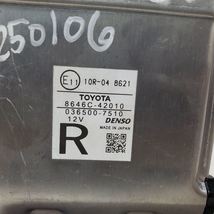 250106
E11 10R-04 8621
TOYOTA
8646C-42010
036500-7510
12V DENSO
MADE IN JAPAN
R